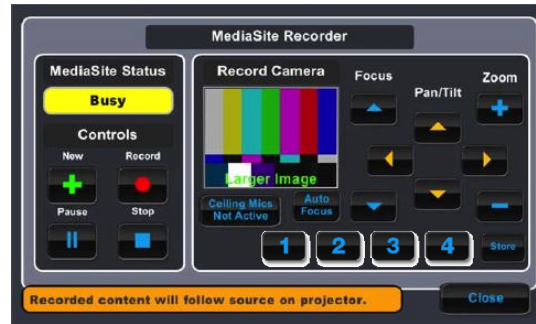 MediaSite Recorder
MediaSite Status
Busy
Controls
New
Record
Pause
Stop
Record Camera
Larger Image
Ceiling Mics
Not Active
Auto
Focus
Focus
Pan/Tilt
Zoom
1
2
3
4
Store
Recorded content will follow source on projector.
Close